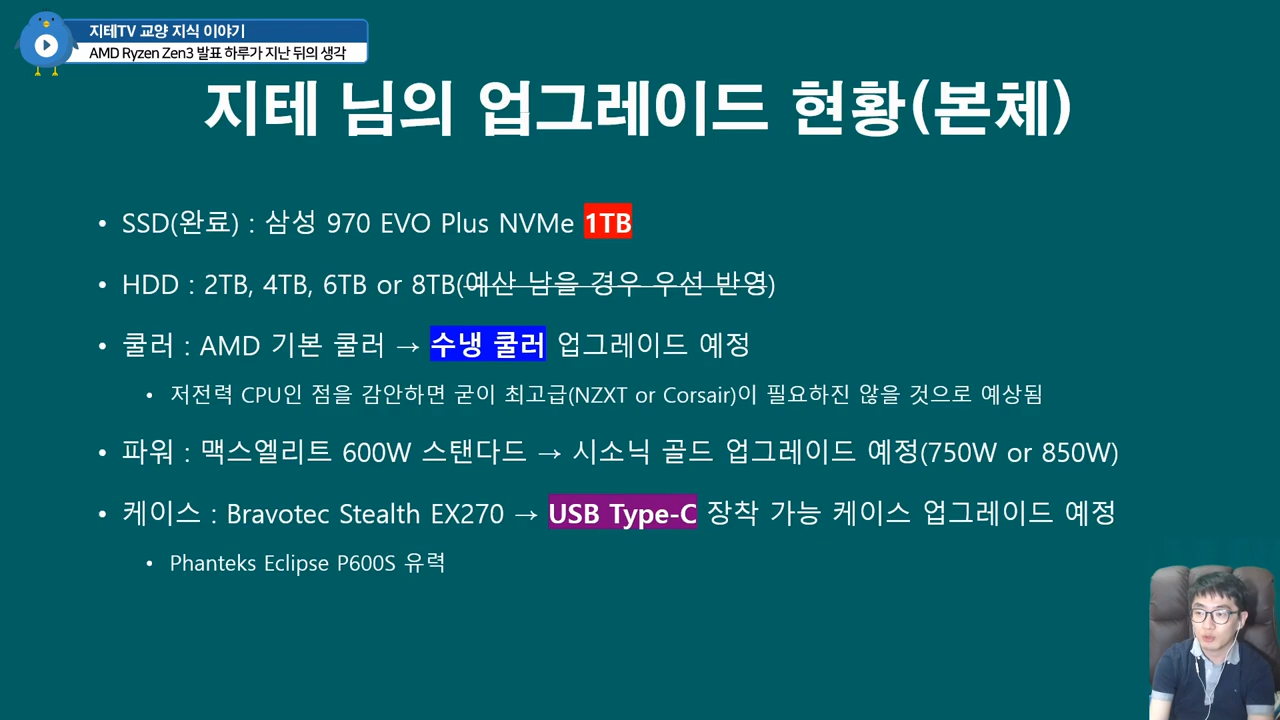 지테TV 교양 지식 이야기
AMD Ryzen Zen3 발표 하루가 지난 뒤의 생각
지테 님의 업그레이드 현황(본체)
• SSD(완료) : 삼성 970 EVO Plus NVMe 1TB
• HDD : 2TB, 4TB, 6TB or 8TB(예산 남을 경우 우선 반영)
• 쿨러 : AMD 기본 쿨러 → 수냉 쿨러 업그레이드 예정
• 저전력 CPU인 점을 감안하면 굳이 최고급(NZXT or Corsair)이 필요하진 않을 것으로 예상됨
• 파워 : 맥스엘리트 600W 스탠다드 → 시소닉 골드 업그레이드 예정(750W or 850W)
• 케이스 : Bravotec Stealth EX270 → USB Type-C 장착 가능 케이스 업그레이드 예정
• Phanteks Eclipse P600S 유력